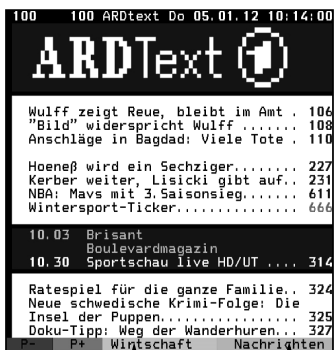 100 100 ARDtext Do 05.01.12 10:14:00
ARDText 1
Wulff zeigt Reue, bleibt im Amt . 106
"Bild" widerspricht Wulff ....... 108
Anschläge in Bagdad: Viele Tote . 110
Hoeneß wird ein Sechziger........ 227
Kerber weiter, Lisicki gibt auf.. 231
NBA: Mavs mit 3.Saisonsieg....... 611
Wintersport-Ticker............... 666
10.03 Brisant
Boulevardmagazin
10.30 Sportschau live HD/UT .... 314
Ratespiel für die ganze Familie.. 324
Neue schwedische Krimi-Folge: Die
Insel der Puppen................. 325
Doku-Tipp: Weg der Wanderhuren... 327
P- P+ Wirtschaft Nachrichten